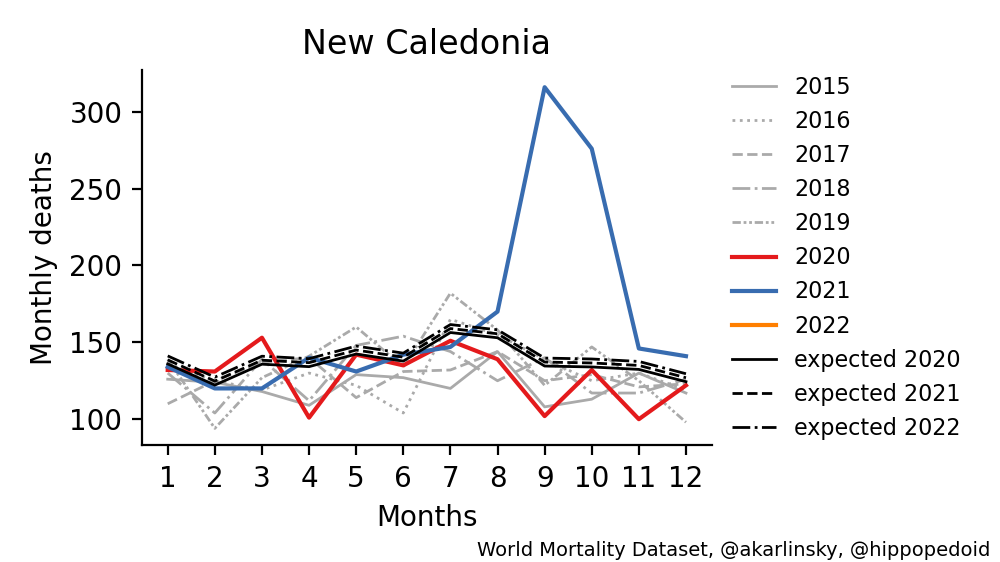 New Caledonia
Monthly deaths
300
250
200
150
100
1 2 3 4 5 6 7 8 9 10 11 12
Months
2015
2016
2017
2018
2019
2020
2021
2022
expected 2020
expected 2021
expected 2022
World Mortality Dataset, @akarlinsky, @hippopedoid